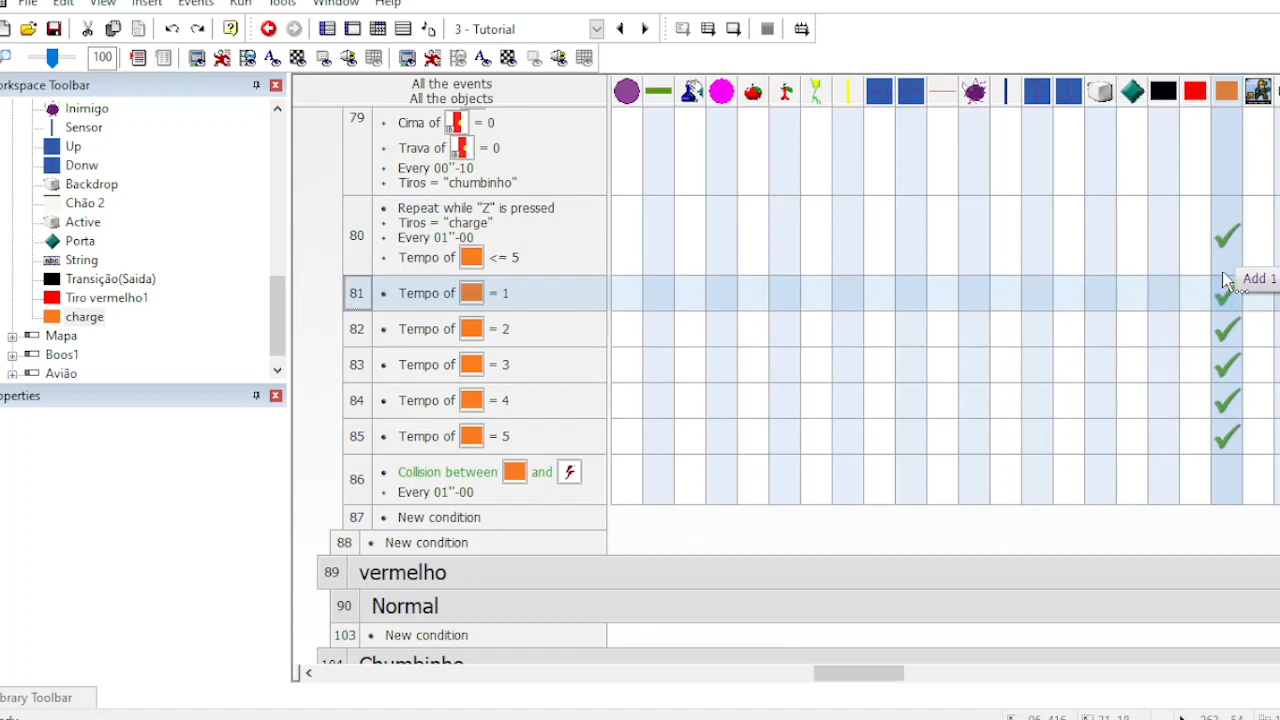 File Edit View Insert Events Run Tools Window Help
3 - Tutorial
100
Workspace Toolbar
Inimigo
Sensor
Up
Donw
Backdrop
Chão 2
Active
Porta
String
Transição(Saida)
Tiro vermelho1
charge
Mapa
Boos1
Avião
operties
brary Toolbar
All the events
All the objects
79
Cima of = 0
Trava of = 0
Every 00"-10
Tiros = "chumbinho"
80
Repeat while "Z" is pressed
Tiros = "charge"
Every 01"-00
Tempo of <= 5
81 Tempo of = 1
Add 1
82 Tempo of = 2
83 Tempo of = 3
84 Tempo of = 4
85 Tempo of = 5
86
Collision between and
Every 01"-00
87 New condition
88 New condition
89 vermelho
90 Normal
103 New condition
Chumbinho